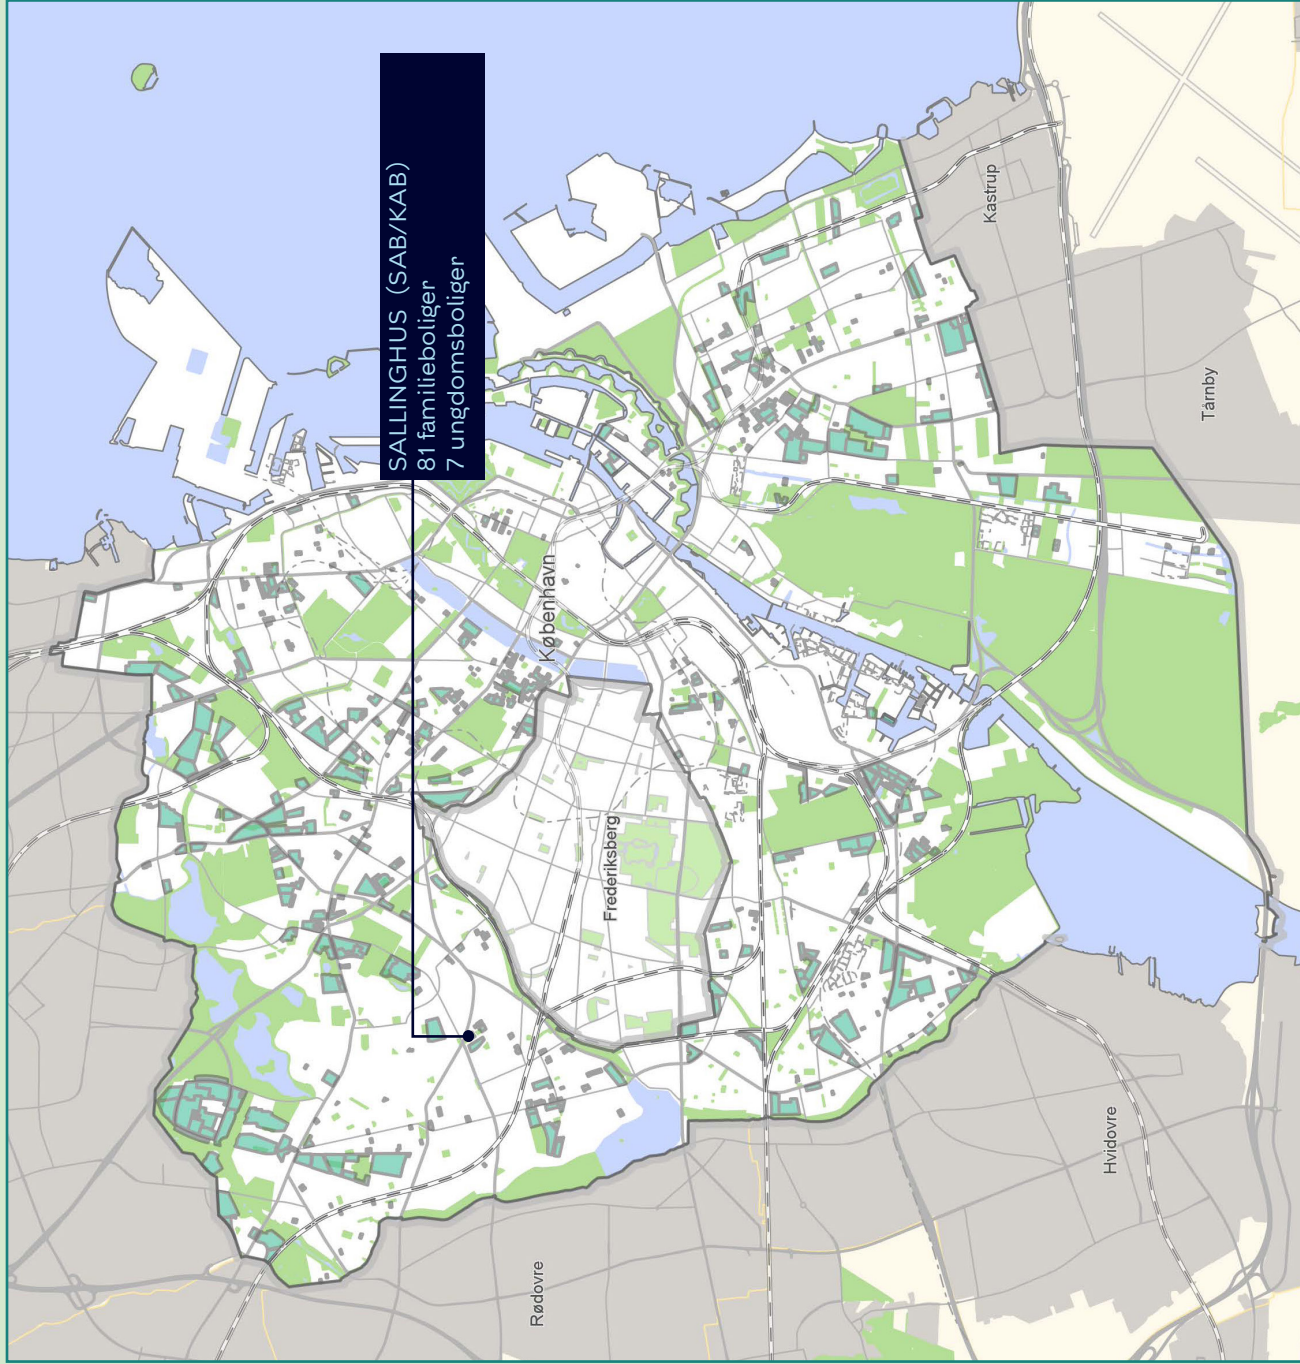 SALLINGHUS (SAB/KAB)
81 familieboliger
7 ungdomsboliger
København
Frederiksberg
Kastrup
Tårnby
Hvidovre
Rødovre